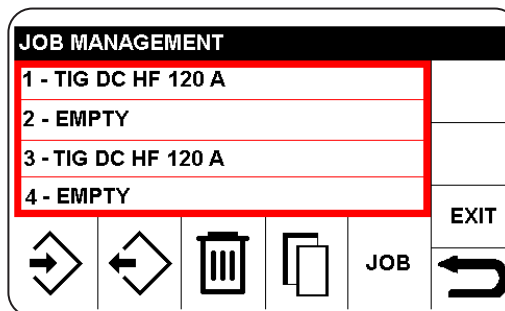 JOB MANAGEMENT
1 - TIG DC HF 120 A
2 - EMPTY
3 - TIG DC HF 120 A
4 - EMPTY
EXIT
JOB